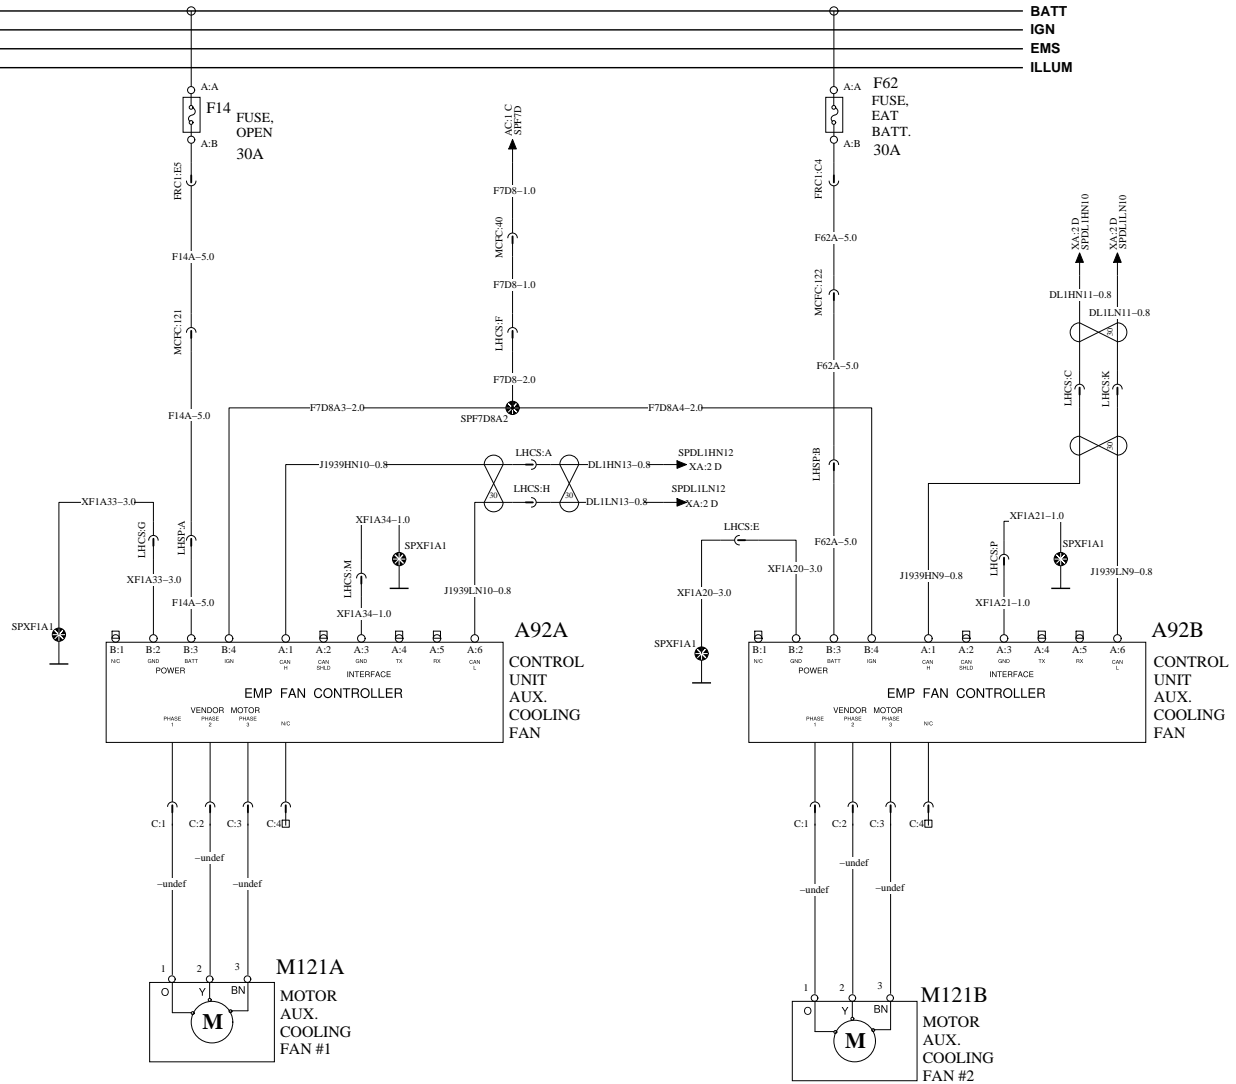 BATT
IGN
EMS
ILLUM
A:A
F14
FUSE,
OPEN
30A
A:B
FRC1:E5
F14A–5.0
MCFC:121
F14A–5.0
LHSP:A
F14A–5.0
AC:1 C
SPF7D
F7D8–1.0
MCFC:40
F7D8–1.0
LHCS:F
F7D8–2.0
SPF7D8A2
F7D8A3–2.0
F7D8A4–2.0
A:A
F62
FUSE,
EAT
BATT.
30A
A:B
FRC1:C4
F62A–5.0
MCFC:122
F62A–5.0
LHSP:B
F62A–5.0
XA:2 D
SPDL1HN10
XA:2 D
SPDL1LN10
DL1HN11–0.8
DL1LN11–0.8
30
LHCS:C
LHCS:K
30
J1939HN10–0.8
LHCS:A
DL1HN13–0.8
SPDL1HN12
XA:2 D
30
30
LHCS:H
DL1LN13–0.8
SPDL1LN12
XA:2 D
XF1A33–3.0
LHCS:G
XF1A33–3.0
SPXF1A1
XF1A34–1.0
LHCS:M
SPXF1A1
XF1A34–1.0
J1939LN10–0.8
LHCS:E
XF1A20–3.0
XF1A20–3.0
SPXF1A1
J1939HN9–0.8
XF1A21–1.0
LHCS:P
SPXF1A1
XF1A21–1.0
J1939LN9–0.8
B:1 B:2 B:3 B:4 A:1 A:2 A:3 A:4 A:5 A:6
N/C GND BATT IGN CAN H CAN SHLD GND TX RX CAN L
POWER INTERFACE
EMP FAN CONTROLLER
VENDOR MOTOR
PHASE 1 PHASE 2 PHASE 3 N/C
A92A
CONTROL
UNIT
AUX.
COOLING
FAN
B:1 B:2 B:3 B:4 A:1 A:2 A:3 A:4 A:5 A:6
N/C GND BATT IGN CAN H CAN SHLD GND TX RX CAN L
POWER INTERFACE
EMP FAN CONTROLLER
VENDOR MOTOR
PHASE 1 PHASE 2 PHASE 3 N/C
A92B
CONTROL
UNIT
AUX.
COOLING
FAN
C:1 C:2 C:3 C:4
–undef
–undef –undef
1 2 3
O Y BN
M
M121A
MOTOR
AUX.
COOLING
FAN #1
C:1 C:2 C:3 C:4
–undef
–undef –undef
1 2 3
O Y BN
M
M121B
MOTOR
AUX.
COOLING
FAN #2